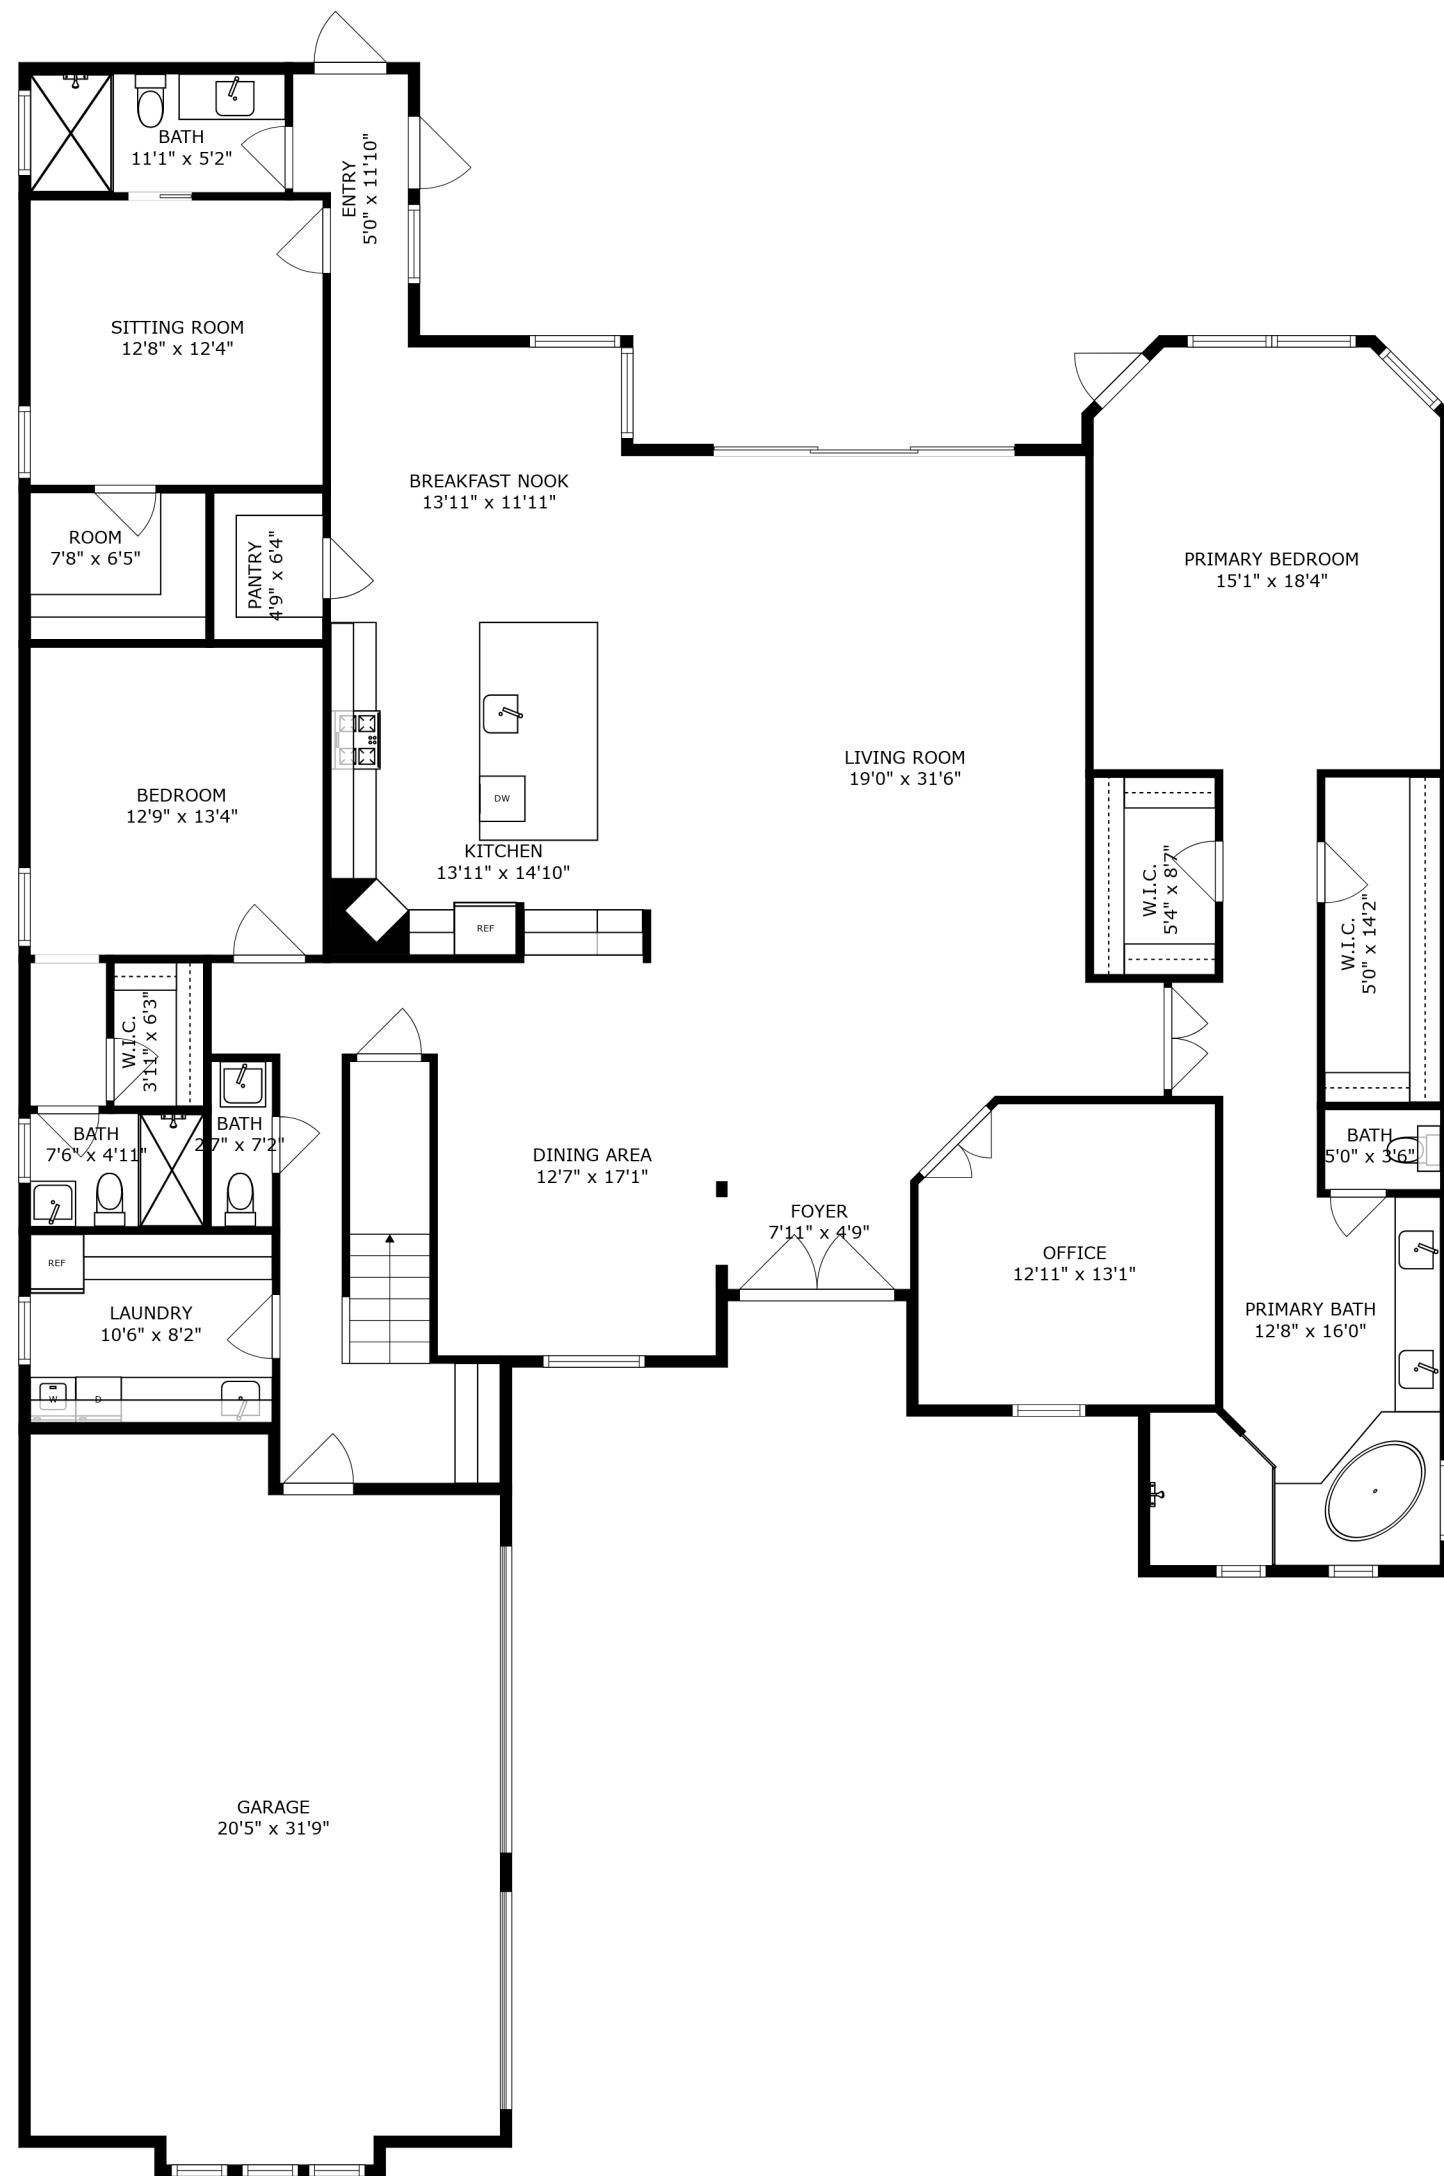 BATH
11'1" x 5'2"
ENTRY
5'0" x 11'10"
SITTING ROOM
12'8" x 12'4"
BREAKFAST NOOK
13'11" x 11'11"
ROOM
7'8" x 6'5"
PANTRY
4'9" x 6'4"
PRIMARY BEDROOM
15'1" x 18'4"
LIVING ROOM
19'0" x 31'6"
BEDROOM
12'9" x 13'4"
DW
KITCHEN
13'11" x 14'10"
REF
W.I.C.
5'4" x 8'7"
W.I.C.
5'0" x 14'2"
W.I.C.
3'11" x 6'3"
BATH
7'6" x 4'11"
BATH
2'7" x 7'2"
DINING AREA
12'7" x 17'1"
BATH
5'0" x 3'6"
FOYER
7'11" x 4'9"
OFFICE
12'11" x 13'1"
REF
LAUNDRY
10'6" x 8'2"
PRIMARY BATH
12'8" x 16'0"
W
D
GARAGE
20'5" x 31'9"